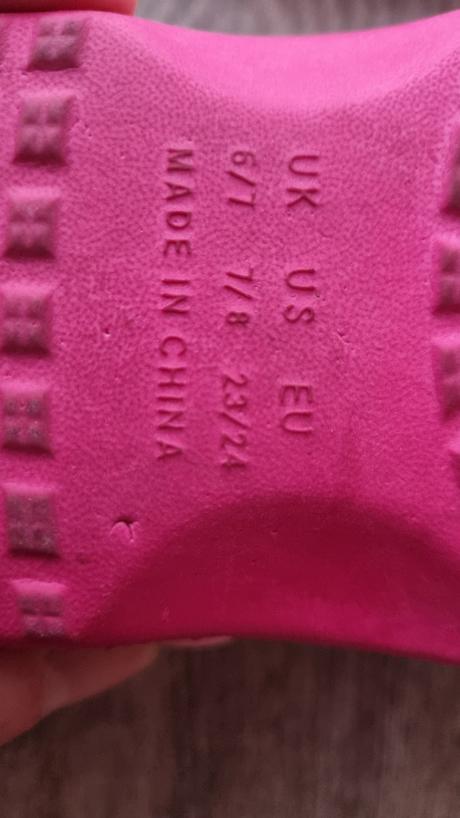 UK US EU
6/7 7/8 23/24
MADE IN CHINA